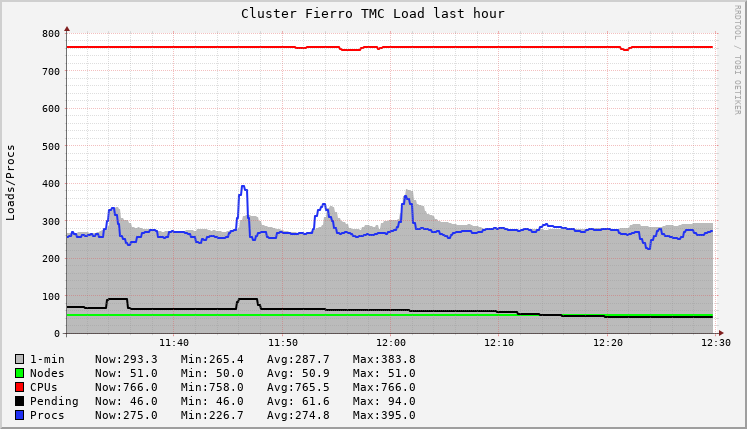 Cluster Fierro TMC Load last hour
RRDTOOL / TOBI OETIKER
Loads/Procs
800
700
600
500
400
300
200
100
0
11:40 11:50 12:00 12:10 12:20 12:30
1-min Now:293.3 Min:265.4 Avg:287.7 Max:383.8
Nodes Now: 51.0 Min: 50.0 Avg: 50.9 Max: 51.0
CPUs Now:766.0 Min:758.0 Avg:765.5 Max:766.0
Pending Now: 46.0 Min: 46.0 Avg: 61.6 Max: 94.0
Procs Now:275.0 Min:226.7 Avg:274.8 Max:395.0